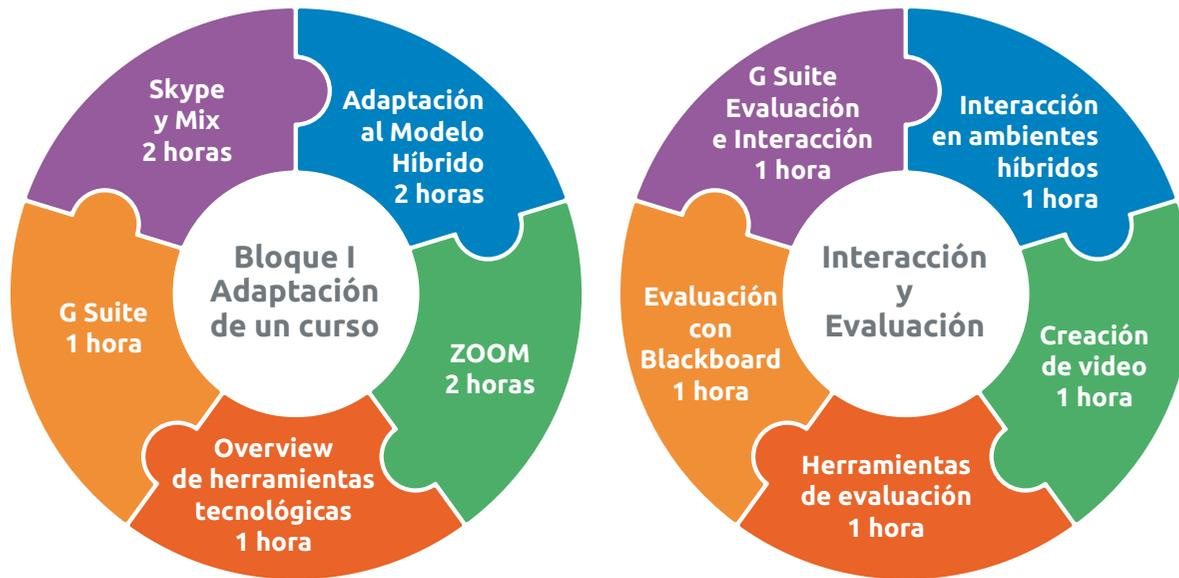 Bloque I
Adaptación
de un curso
Adaptación
al Modelo
Híbrido
2 horas
ZOOM
2 horas
Overview
de herramientas
tecnológicas
1 hora
G Suite
1 hora
Skype
y Mix
2 horas
Interacción
y
Evaluación
Interacción
en ambientes
híbridos
1 hora
Creación
de video
1 hora
Herramientas
de evaluación
1 hora
Evaluación
con
Blackboard
1 hora
G Suite
Evaluación
e Interacción
1 hora